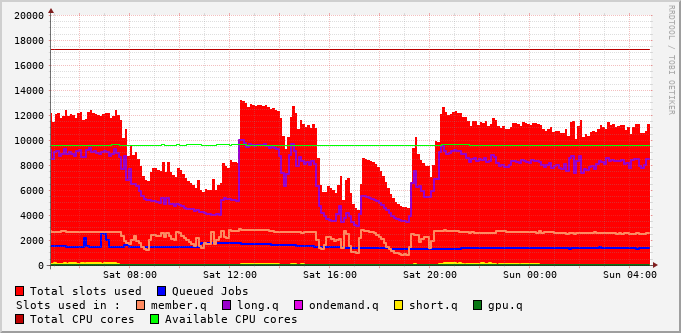 20000
18000
16000
14000
12000
10000
8000
6000
4000
2000
0
Sat 08:00 Sat 12:00 Sat 16:00 Sat 20:00 Sun 00:00 Sun 04:00
RRDTOOL / TOBI OETIKER
Total slots used Queued Jobs
Slots used in : member.q long.q ondemand.q short.q gpu.q
Total CPU cores Available CPU cores